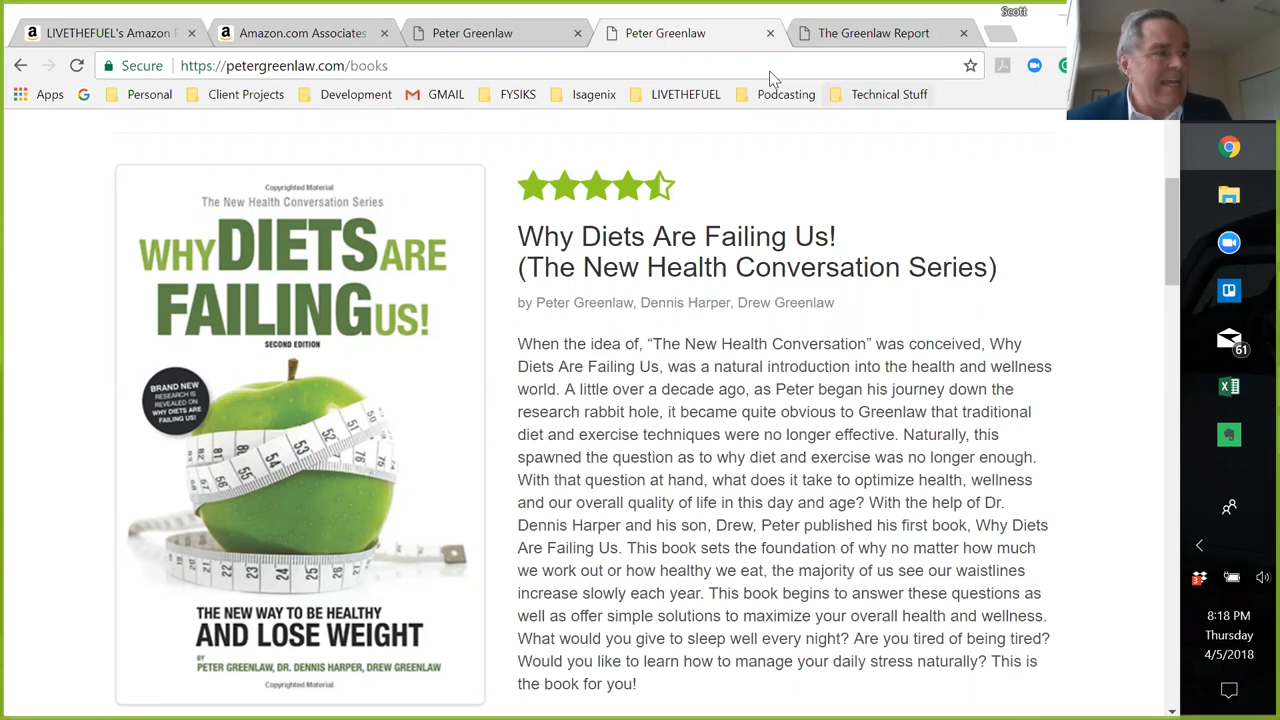 Scott
LIVETHEFUEL's Amazon
Amazon.com Associates
Peter Greenlaw
Peter Greenlaw
The Greenlaw Report
Secure
https://petergreenlaw.com/books
Apps
Personal
Client Projects
Development
GMAIL
FYSIKS
Isagenix
LIVETHEFUEL
Podcasting
Technical Stuff
Copyrighted Material
The New Health Conversation Series
WHY DIETS ARE
FAILING US!
SECOND EDITION
BRAND NEW
RESEARCH IS
REVEALED ON
WHY DIETS ARE
FAILING US!
THE NEW WAY TO BE HEALTHY
AND LOSE WEIGHT
BY
PETER GREENLAW, DR. DENNIS HARPER, DREW GREENLAW
Copyrighted Material
Why Diets Are Failing Us!
(The New Health Conversation Series)
by Peter Greenlaw, Dennis Harper, Drew Greenlaw
When the idea of, “The New Health Conversation” was conceived, Why
Diets Are Failing Us, was a natural introduction into the health and wellness
world. A little over a decade ago, as Peter began his journey down the
research rabbit hole, it became quite obvious to Greenlaw that traditional
diet and exercise techniques were no longer effective. Naturally, this
spawned the question as to why diet and exercise was no longer enough.
With that question at hand, what does it take to optimize health, wellness
and our overall quality of life in this day and age? With the help of Dr.
Dennis Harper and his son, Drew, Peter published his first book, Why Diets
Are Failing Us. This book sets the foundation of why no matter how much
we work out or how healthy we eat, the majority of us see our waistlines
increase slowly each year. This book begins to answer these questions as
well as offer simple solutions to maximize your overall health and wellness.
What would you give to sleep well every night? Are you tired of being tired?
Would you like to learn how to manage your daily stress naturally? This is
the book for you!
61
3
8:18 PM
Thursday
4/5/2018